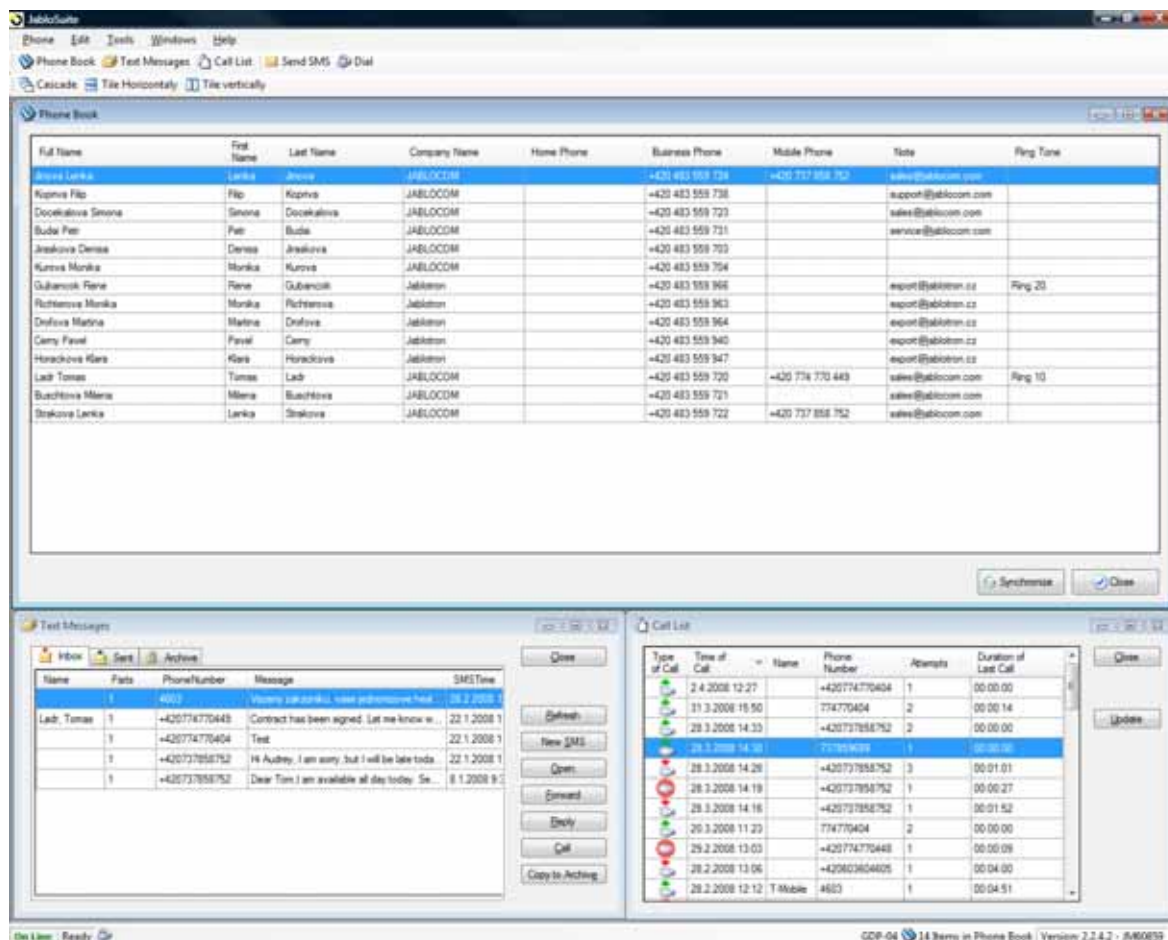 JabloSuite
Phone Edit Tools Windows Help
Phone Book Text Messages Call List Send SMS Dial
Cascade Tile Horizontaly Tile vertically
Phone Book
Full Name First Name Last Name Company Name Home Phone Business Phone Mobile Phone Note Ring Tone
Jinova Lenka Lenka Jinova JABLOCOM +420 483 559 724 +420 737 858 752 sales@jablocom.com
Kopriva Filip Filip Kopriva JABLOCOM +420 483 559 738 support@jablocom.com
Docekalova Simona Simona Docekalova JABLOCOM +420 483 559 723 sales@jablocom.com
Budai Petr Petr Budai JABLOCOM +420 483 559 731 service@jablocom.com
Jiraskova Denisa Denisa Jiraskova JABLOCOM +420 483 559 703
Kurova Monika Monika Kurova JABLOCOM +420 483 559 704
Gubancok Rene Rene Gubancok Jablotron +420 483 559 966 export@jablotron.cz Ring 20
Richterova Monika Monika Richterova Jablotron +420 483 559 963 export@jablotron.cz
Drofova Martina Martina Drofova Jablotron +420 483 559 964 export@jablotron.cz
Cerny Pavel Pavel Cerny Jablotron +420 483 559 940 export@jablotron.cz
Horackova Klara Klara Horackova Jablotron +420 483 559 947 export@jablotron.cz
Ladr Tomas Tomas Ladr JABLOCOM +420 483 559 720 +420 774 770 449 sales@jablocom.com Ring 10
Buschtova Milena Milena Buschtova JABLOCOM +420 483 559 721 sales@jablocom.com
Strakova Lenka Lenka Strakova JABLOCOM +420 483 559 722 +420 737 858 752 sales@jablocom.com
Synchronize Close
Text Messages
Inbox Sent Archive
Name Parts PhoneNumber Message SMSTime
1 4603 Vazeny zakazniku, vase 28.2.2008 1
Ladr, Tomas 1 +420774770449 Contract has been signed. Let me know w... 22.1.2008 1
1 +420774770404 Test 22.1.2008 1
1 +420737858752 Hi Audrey, I am sorry, but I will be late toda... 22.1.2008 1
1 +420737858752 Dear Tom,I am available all day today. Se... 8.1.2008 9:3
Close
Refresh
New SMS
Open
Forward
Reply
Call
Copy to Archive
Call List
Type of Call Time of Call Name Phone Number Attempts Duration of Last Call
2.4.2008 12:27 +420774770404 1 00:00:00
31.3.2008 15:50 774770404 2 00:00:14
28.3.2008 14:33 +420737858752 2 00:00:00
28.3.2008 14:30 1 00:00:00
28.3.2008 14:28 +420737858752 3 00:01:01
28.3.2008 14:19 +420737858752 1 00:00:27
28.3.2008 14:16 +420737858752 1 00:01:52
20.3.2008 11:23 774770404 2 00:00:00
29.2.2008 13:03 +420774770448 1 00:00:09
28.2.2008 13:06 +420603604605 1 00:04:00
28.2.2008 12:12 T-Mobile 4603 1 00:04:51
Close
Update
On Line Ready
GDP-04 14 Items in Phone Book Version: 2.2.4.2 -